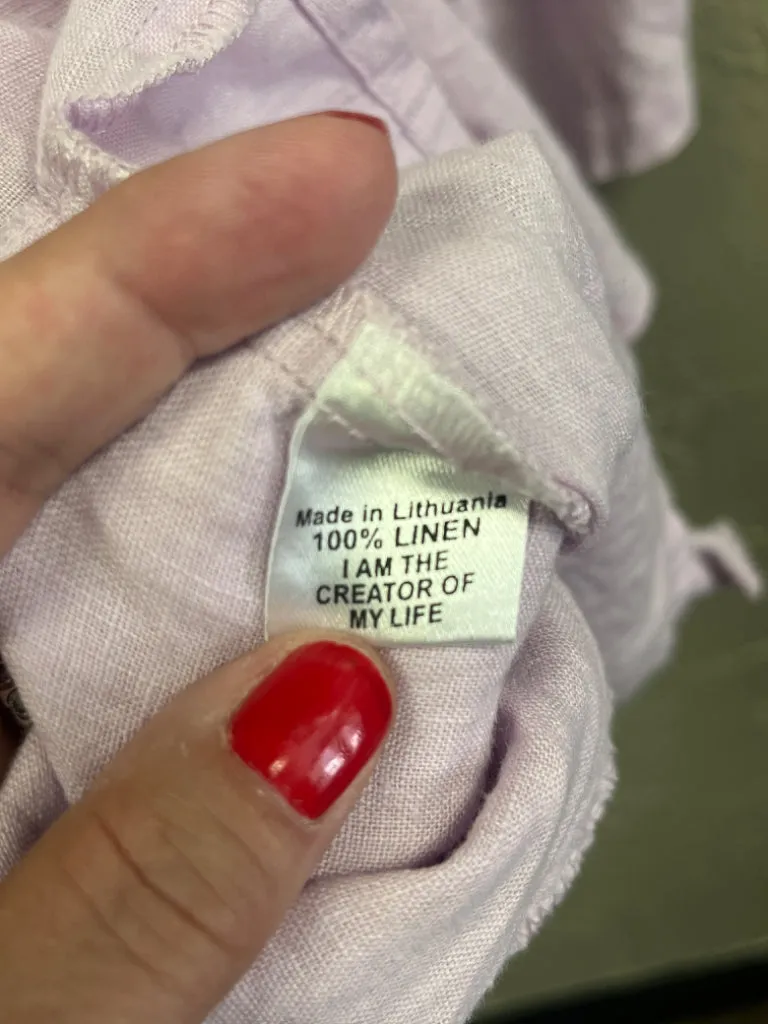 Made in Lithuania
100% LINEN
I AM THE
CREATOR OF
MY LIFE